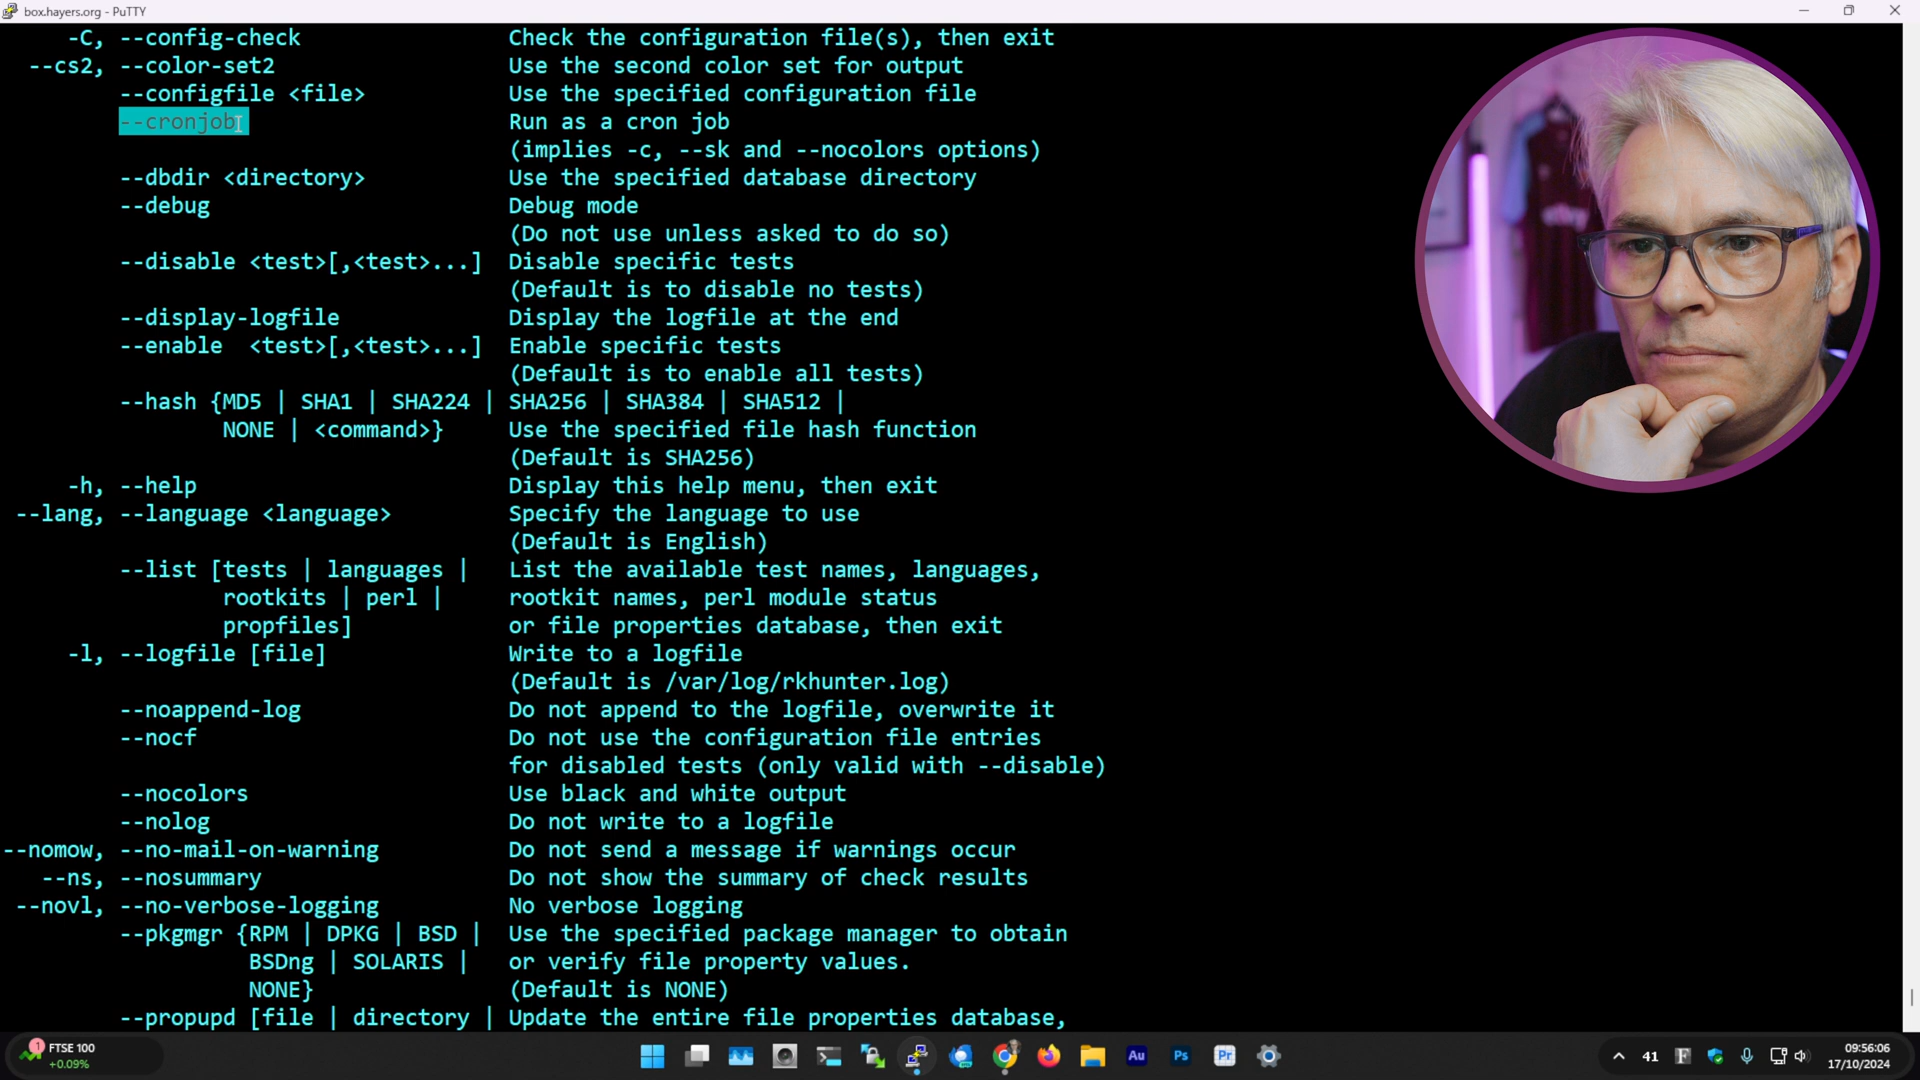 box.hayers.org - PuTTY
-C, --config-check Check the configuration file(s), then exit
--cs2, --color-set2 Use the second color set for output
--configfile <file> Use the specified configuration file
--cronjob Run as a cron job
(implies -c, --sk and --nocolors options)
--dbdir <directory> Use the specified database directory
--debug Debug mode
(Do not use unless asked to do so)
--disable <test>[,<test>...] Disable specific tests
(Default is to disable no tests)
--display-logfile Display the logfile at the end
--enable <test>[,<test>...] Enable specific tests
(Default is to enable all tests)
--hash {MD5 | SHA1 | SHA224 | SHA256 | SHA384 | SHA512 |
NONE | <command>} Use the specified file hash function
(Default is SHA256)
-h, --help Display this help menu, then exit
--lang, --language <language> Specify the language to use
(Default is English)
--list [tests | languages | List the available test names, languages,
rootkits | perl | rootkit names, perl module status
propfiles] or file properties database, then exit
-l, --logfile [file] Write to a logfile
(Default is /var/log/rkhunter.log)
--noappend-log Do not append to the logfile, overwrite it
--nocf Do not use the configuration file entries
for disabled tests (only valid with --disable)
--nocolors Use black and white output
--nolog Do not write to a logfile
--nomow, --no-mail-on-warning Do not send a message if warnings occur
--ns, --nosummary Do not show the summary of check results
--novl, --no-verbose-logging No verbose logging
--pkgmgr {RPM | DPKG | BSD | Use the specified package manager to obtain
BSDng | SOLARIS | or verify file property values.
NONE} (Default is NONE)
--propupd [file | directory | Update the entire file properties database,
1
FTSE 100
+0.09%
Au
Ps
Pr
41
F
09:56:06
17/10/2024